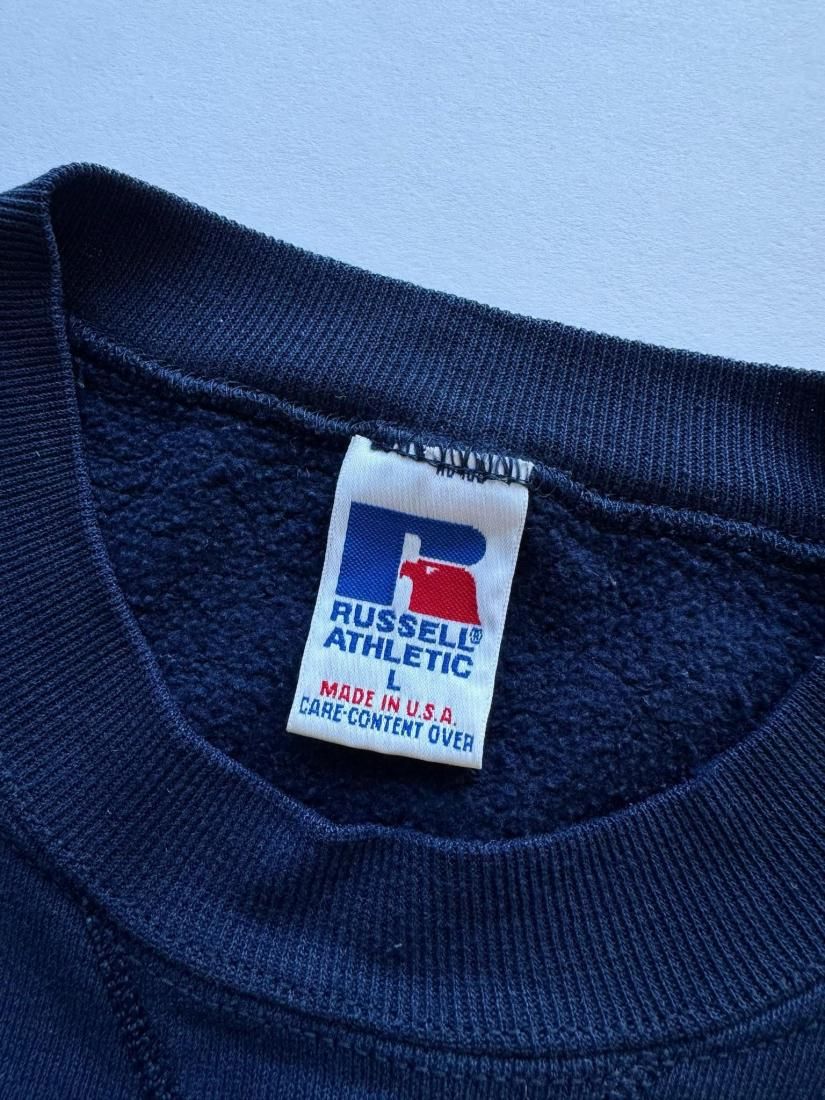 RUSSELL®
ATHLETIC
L
MADE IN U.S.A.
CARE-CONTENT OVER